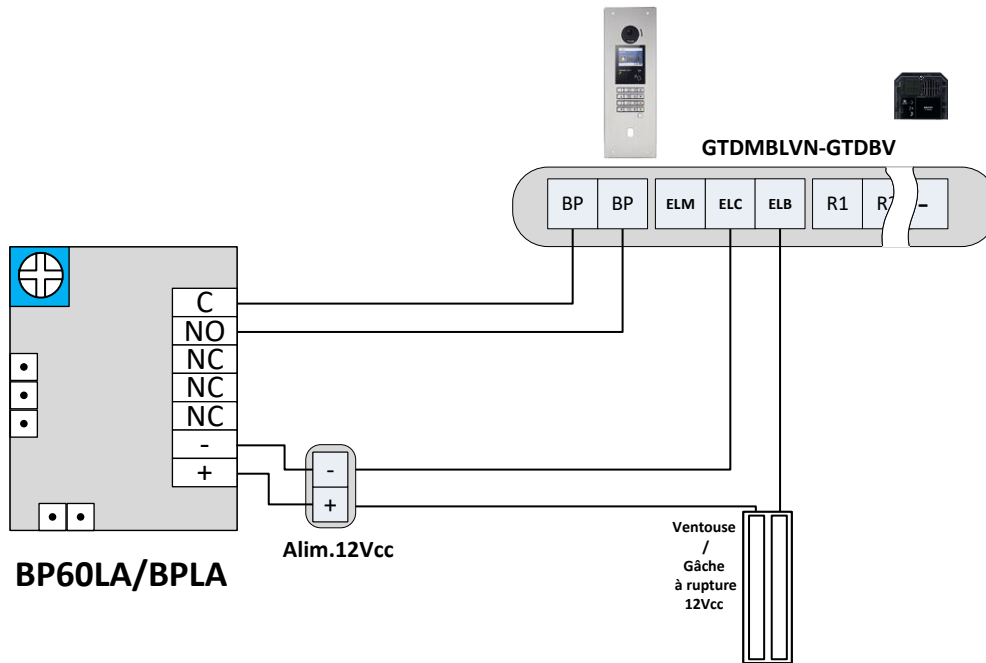 GTDMBLVN-GTDBV
BP BP ELM ELC ELB R1 R -
C
NO
NC
NC
NC
-
+
-
+
Alim.12Vcc
BP60LA/BPLA
Ventouse
/
Gâche
à rupture
12Vcc